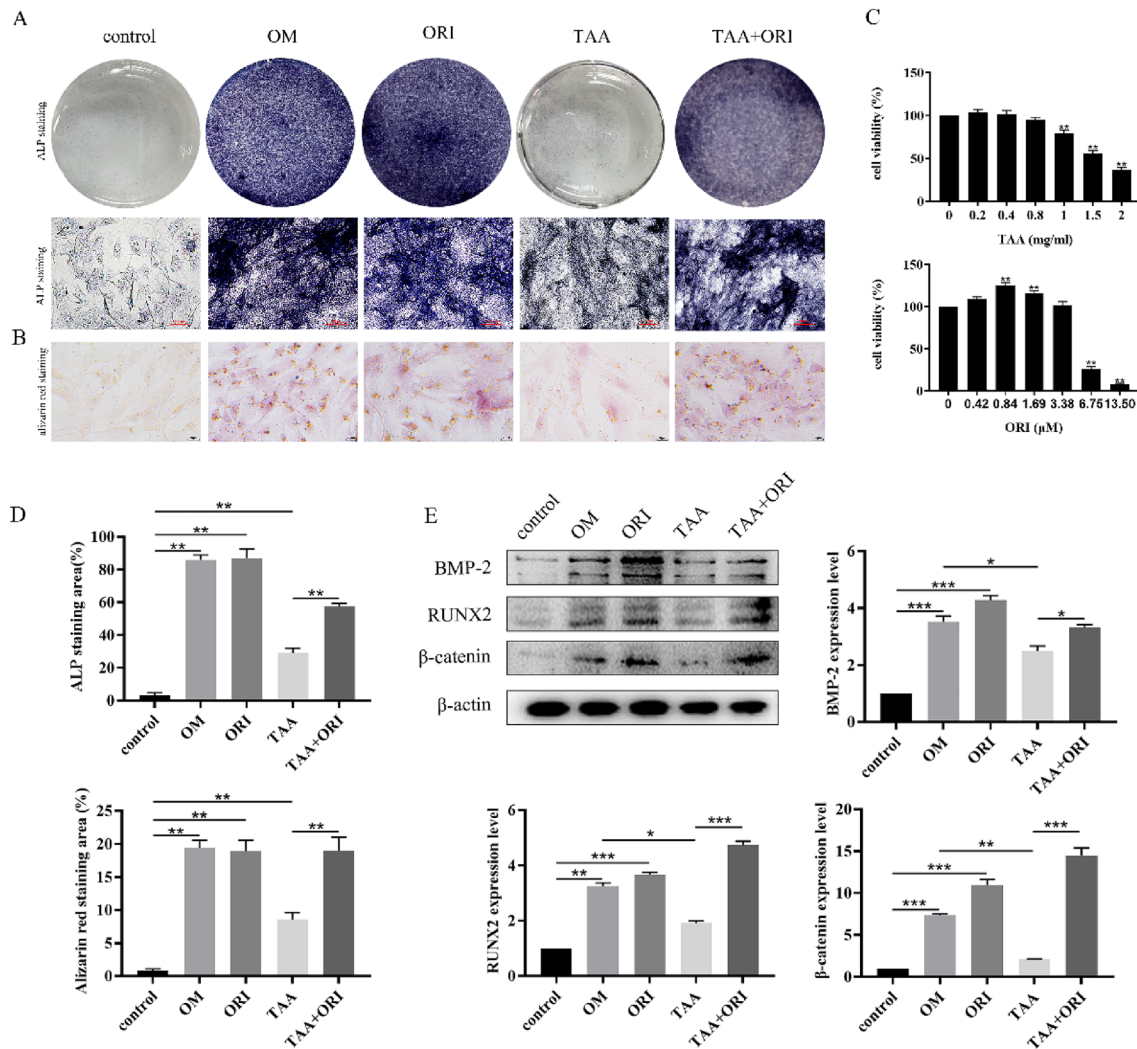 A
control
OM
ORI
TAA
TAA+ORI
ALP staining
ALP staining
B
alizarin red staining
C
cell viability (%)
150
100
50
0
**
**
**
0 0.2 0.4 0.8 1 1.5 2
TAA (mg/ml)
cell viability (%)
150
100
50
0
**
**
**
**
0 0.42 0.84 1.69 3.38 6.75 13.50
ORI (μM)
D
ALP staining area(%)
100
80
60
40
20
0
**
**
**
**
control
OM
ORI
TAA
TAA+ORI
Alizarin red staining area (%)
25
20
15
10
5
0
**
**
**
**
control
OM
ORI
TAA
TAA+ORI
E
control
OM
ORI
TAA
TAA+ORI
BMP-2
RUNX2
β-catenin
β-actin
BMP-2 expression level
6
4
2
0
*
***
***
*
control
OM
ORI
TAA
TAA+ORI
RUNX2 expression level
6
4
2
0
*
***
***
**
control
OM
ORI
TAA
TAA+ORI
β-catenin expression level
20
15
10
5
0
***
**
***
***
control
OM
ORI
TAA
TAA+ORI